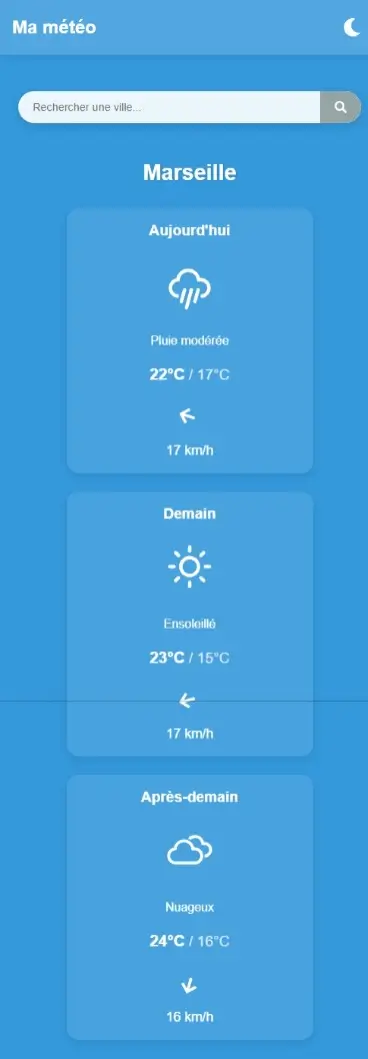 Ma météo
Rechercher une ville...
Marseille
Aujourd'hui
Pluie modérée
22°C / 17°C
17 km/h
Demain
Ensoleillé
23°C / 15°C
17 km/h
Après-demain
Nuageux
24°C / 16°C
16 km/h